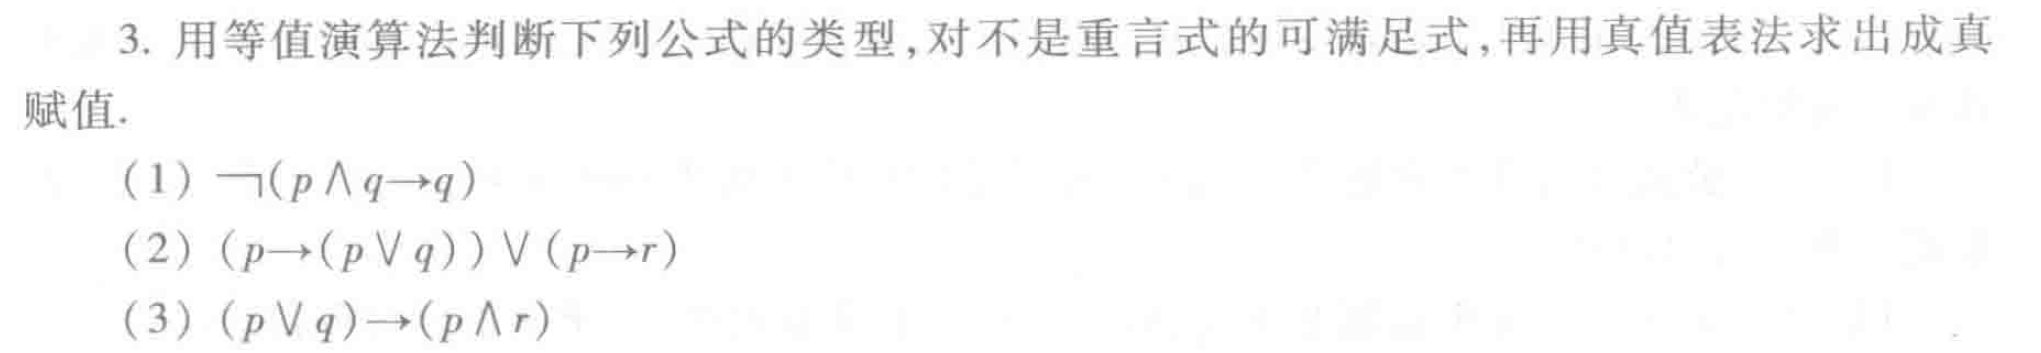 3. 用等值演算法判断下列公式的类型,对不是重言式的可满足式,再用真值表法求出成真
赋值.
(1) ¬(p∧q→q)
(2) (p→(p∨q))∨(p→r)
(3) (p∨q)→(p∧r)